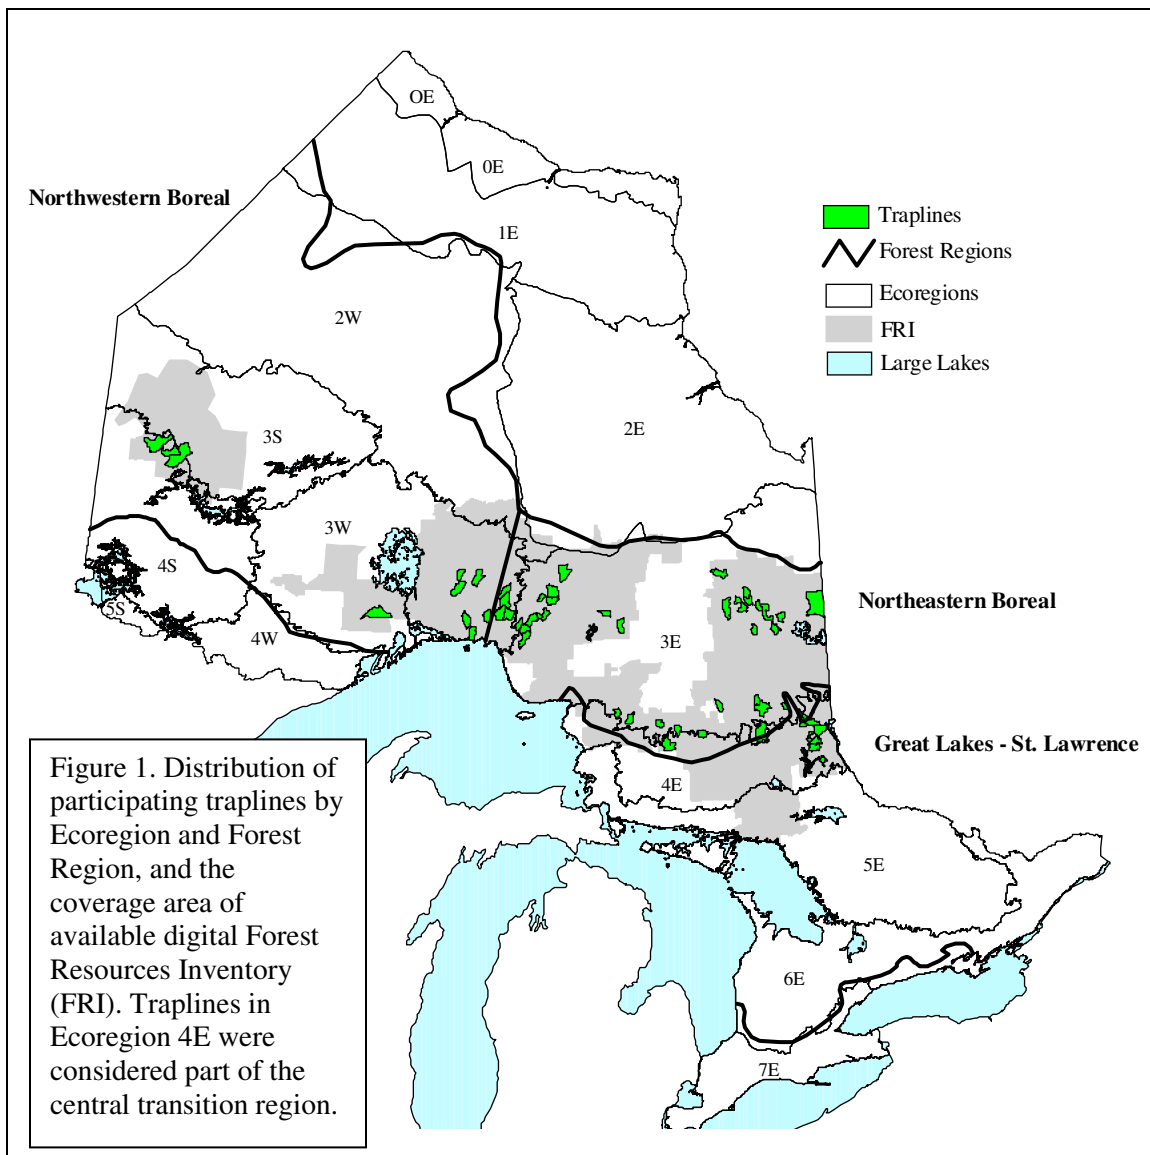 OE
0E
Northwestern Boreal
1E
Traplines
Forest Regions
Ecoregions
FRI
Large Lakes
2W
2E
3S
3W
4S
5S
4W
3E
Northeastern Boreal
Great Lakes - St. Lawrence
4E
5E
6E
7E
Figure 1. Distribution of
participating traplines by
Ecoregion and Forest
Region, and the
coverage area of
available digital Forest
Resources Inventory
(FRI). Traplines in
Ecoregion 4E were
considered part of the
central transition region.